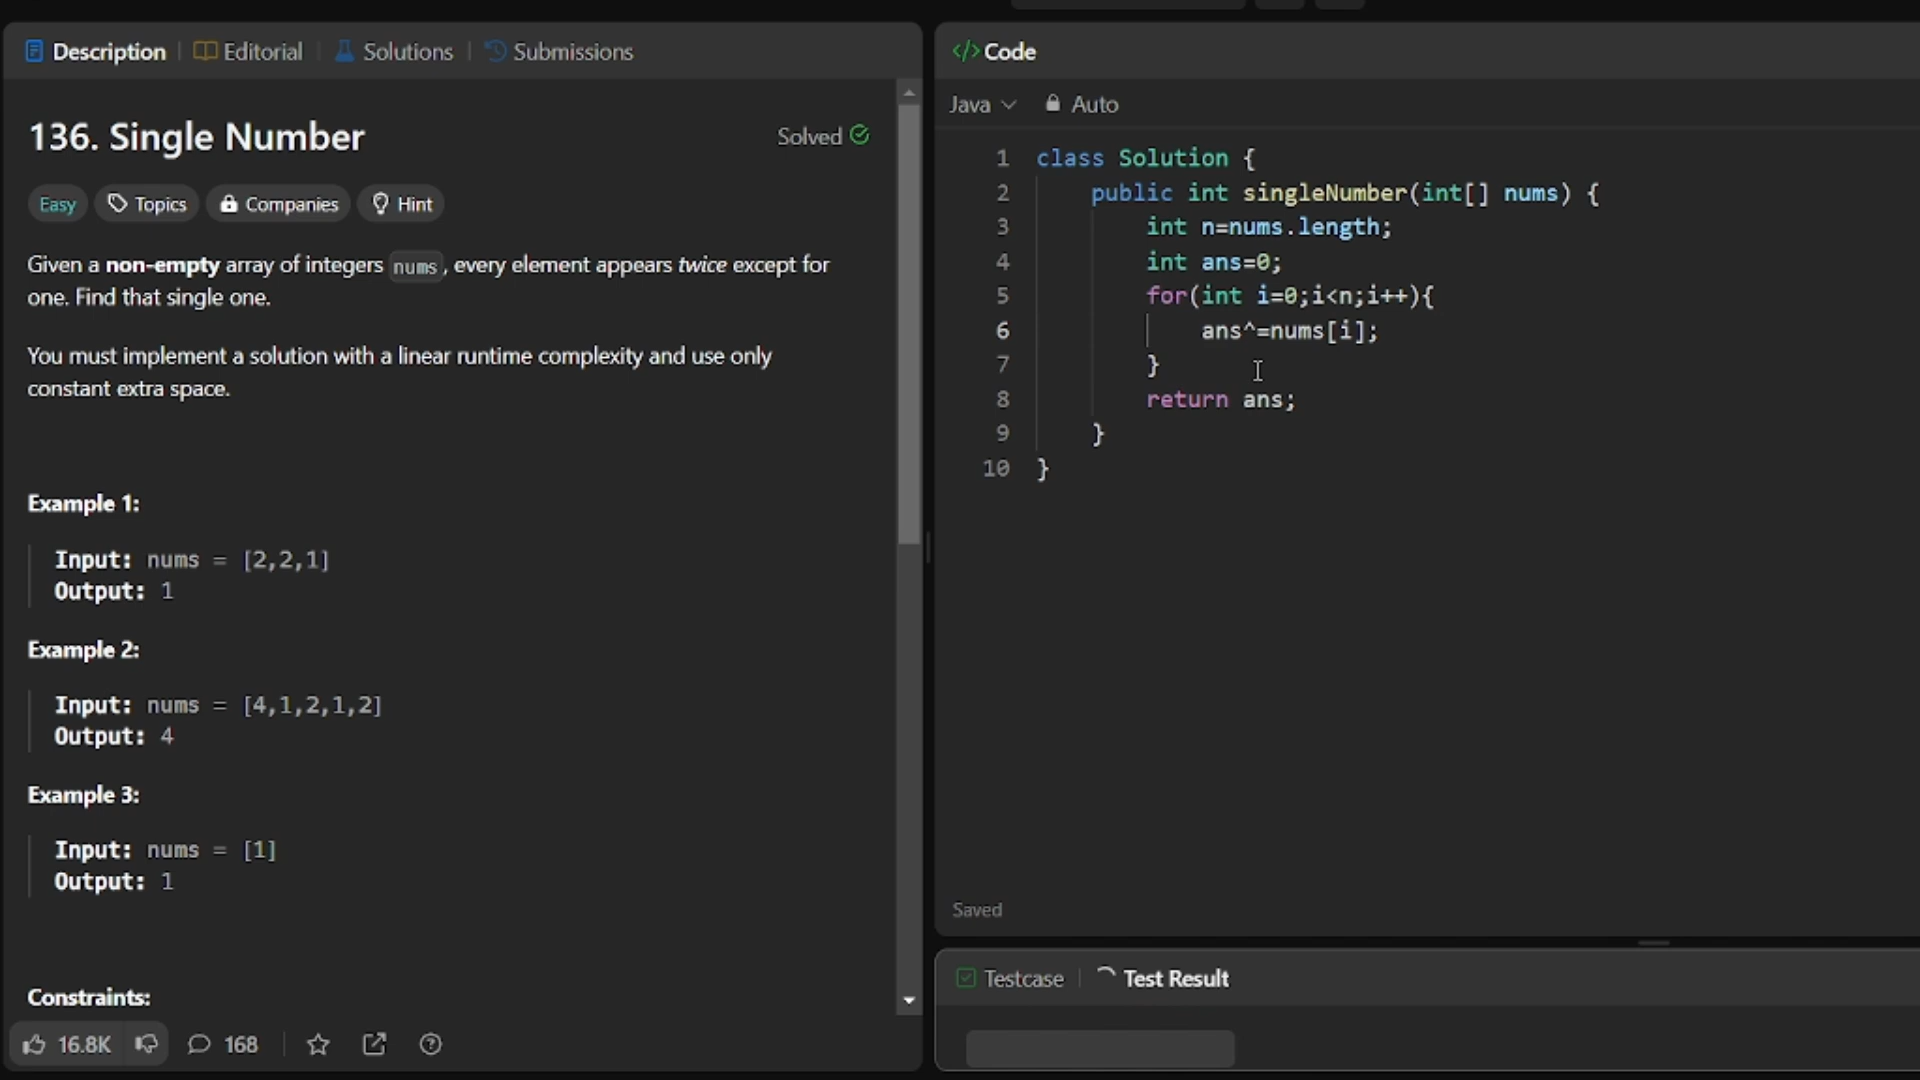 Description | Editorial | Solutions | Submissions
136. Single Number
Solved
Easy Topics Companies Hint
Given a non-empty array of integers nums, every element appears twice except for
one. Find that single one.
You must implement a solution with a linear runtime complexity and use only
constant extra space.
Example 1:
Input: nums = [2,2,1]
Output: 1
Example 2:
Input: nums = [4,1,2,1,2]
Output: 4
Example 3:
Input: nums = [1]
Output: 1
Constraints:
16.8K 168
</>Code
Java Auto
1 class Solution {
2 public int singleNumber(int[] nums) {
3 int n=nums.length;
4 int ans=0;
5 for(int i=0;i<n;i++){
6 ans^=nums[i];
7 }
8 return ans;
9 }
10 }
Saved
Testcase | Test Result